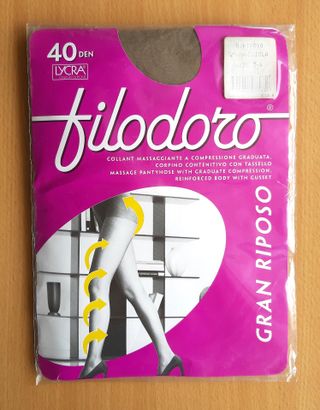 40 DEN
LYCRA
filodoro
®
COLLANT MASSAGGIANTE A COMPRESSIONE GRADUATA.
CORPINO CONTENITIVO CON TASSELLO
MASSAGE PANTYHOSE WITH GRADUATE COMPRESSION.
REINFORCED BODY WITH GUSSET
GRAN RIPOSO